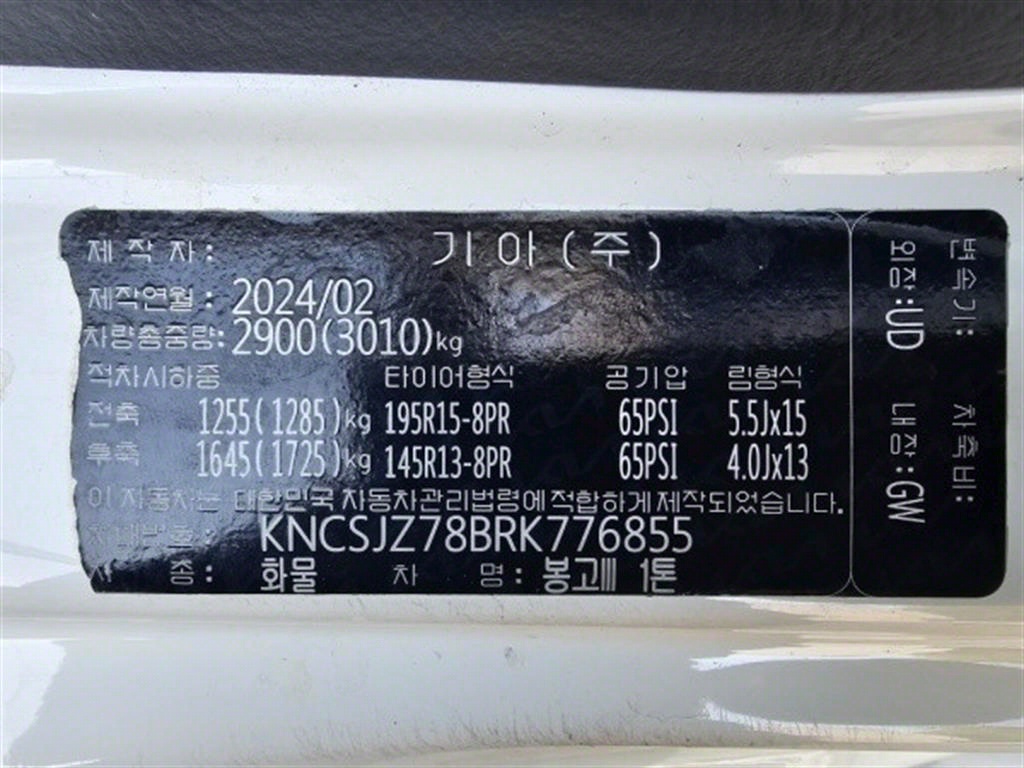 제 작 자 : 기 아 ( 주 )
제작연월 : 2024/02
차량총중량: 2900(3010)kg
적차시하중 타이어형식 공기압 림형식
전축 1255(1285)kg 195R15-8PR 65PSI 5.5Jx15
후축 1645(1725)kg 145R13-8PR 65PSI 4.0Jx13
이 자동차는 대한민국 자동차관리법령에 적합하게 제작되었습니다.
차대번호 : KNCSJZ78BRK776855
차 종 : 화물 차 명 : 봉고Ⅲ 1톤
변속기: 차축비:
외장:UD 내장:GW